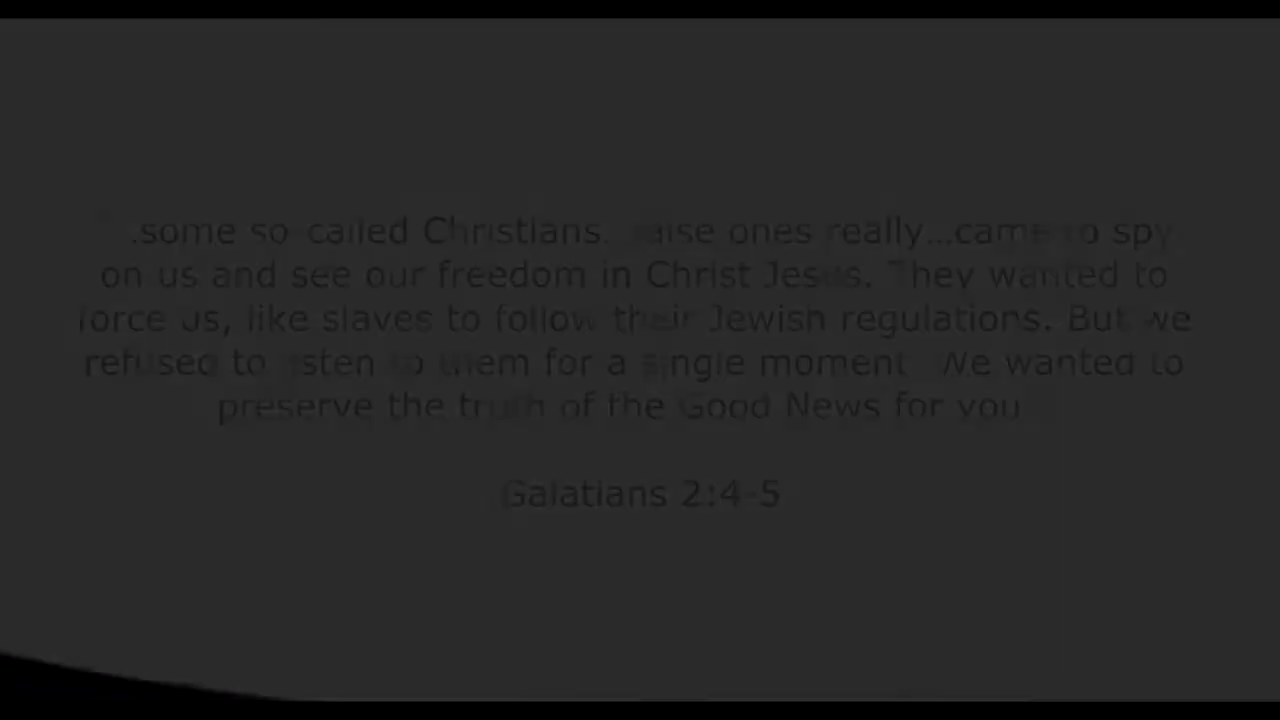 ...some so-called Christians...false ones really...came to spy
on us and see our freedom in Christ Jesus. They wanted to
force us, like slaves to follow their Jewish regulations. But we
refused to listen to them for a single moment. We wanted to
preserve the truth of the Good News for you.
Galatians 2:4-5